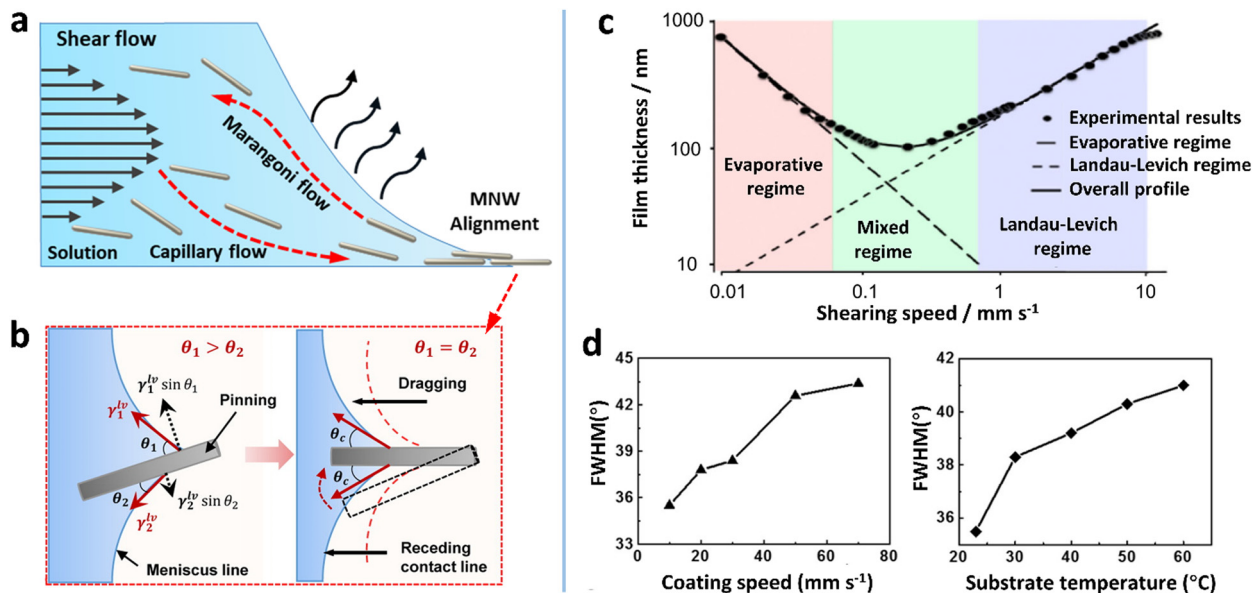 a
Shear flow
Marangoni flow
MNW
Alignment
Solution
Capillary flow
b
θ₁ > θ₂
γ₁ˡᵛ sin θ₁
γ₁ˡᵛ
Pinning
θ₁
θ₂
γ₂ˡᵛ sin θ₂
γ₂ˡᵛ
Meniscus line
θ₁ = θ₂
Dragging
θc
θc
Receding
contact line
c
Film thickness / nm
1000
100
10
Evaporative
regime
Mixed
regime
Landau-Levich
regime
Experimental results
Evaporative regime
Landau-Levich regime
Overall profile
0.01
0.1
1
10
Shearing speed / mm s⁻¹
d
FWHM(°)
45
42
39
36
33
0
20
40
60
80
Coating speed (mm s⁻¹)
FWHM(°)
42
40
38
36
20
30
40
50
60
Substrate temperature (°C)